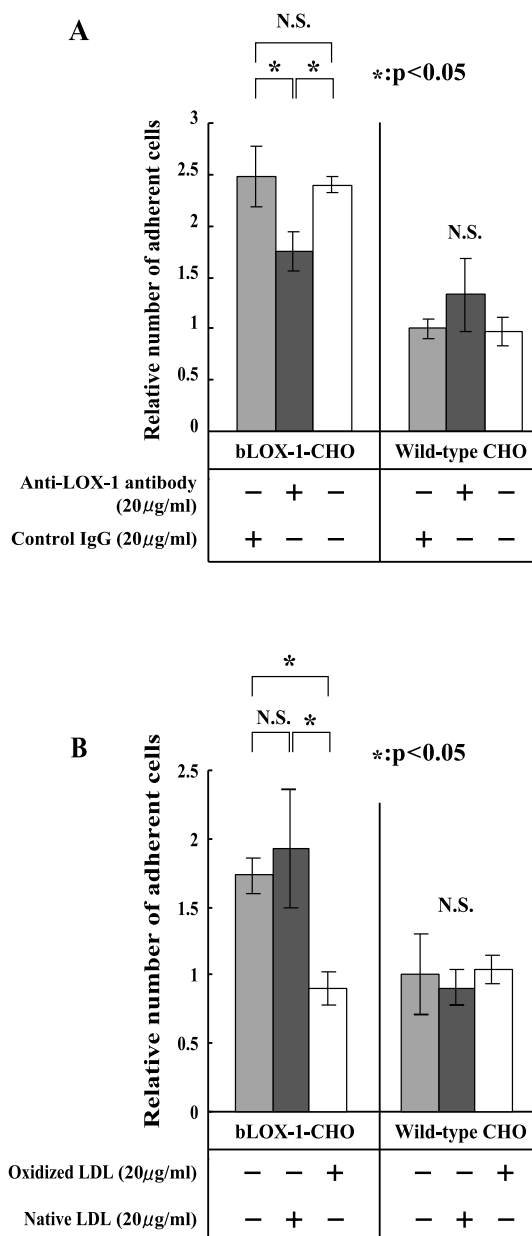 N.S.
A
* *
*:p<0.05
Relative number of adherent cells
3
2.5
2
1.5
1
0.5
0
N.S.
bLOX-1-CHO Wild-type CHO
Anti-LOX-1 antibody
(20μg/ml)
− + − − + −
Control IgG (20μg/ml) + − − + − −
*
N.S. *
B
*:p<0.05
Relative number of adherent cells
2.5
2
1.5
1
0.5
0
N.S.
bLOX-1-CHO Wild-type CHO
Oxidized LDL (20μg/ml) − − + − − +
Native LDL (20μg/ml) − + − − + −